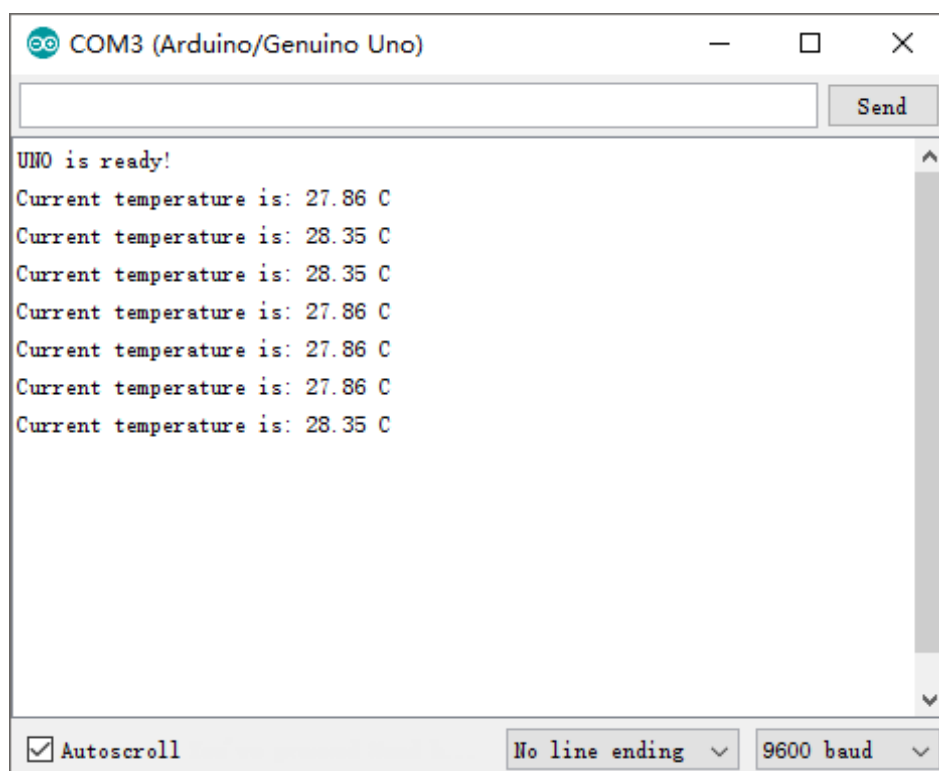 COM3 (Arduino/Genuino Uno)
Send
UNO is ready!
Current temperature is: 27.86 C
Current temperature is: 28.35 C
Current temperature is: 28.35 C
Current temperature is: 27.86 C
Current temperature is: 27.86 C
Current temperature is: 27.86 C
Current temperature is: 28.35 C
Autoscroll No line ending 9600 baud